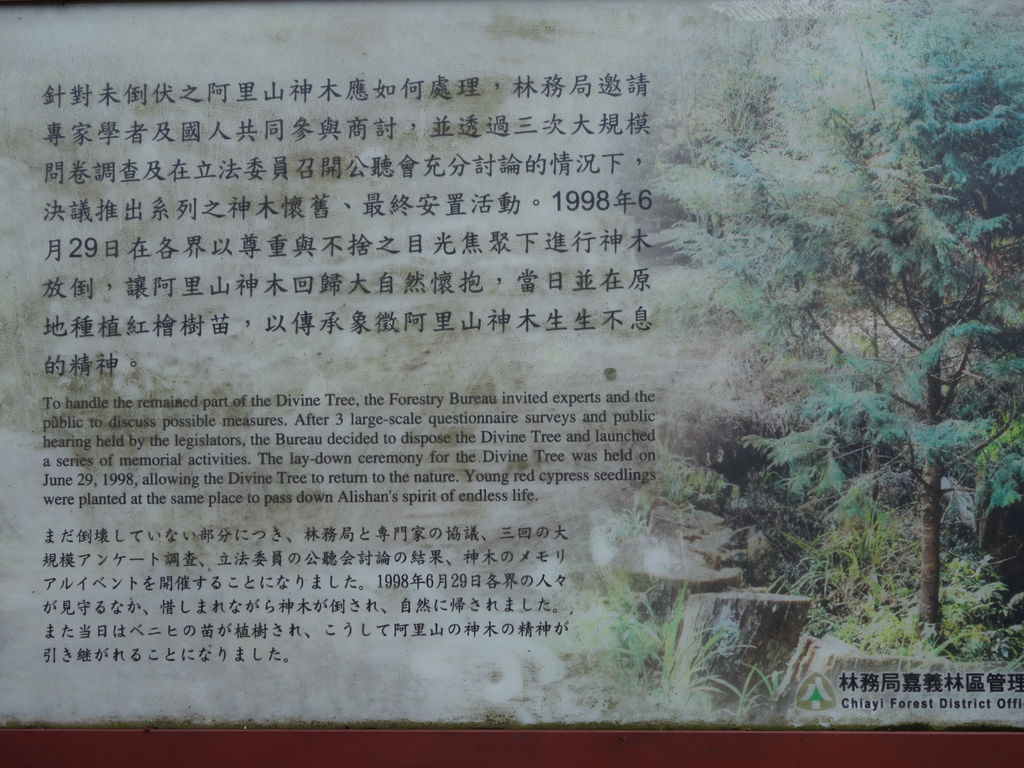 針對未倒伏之阿里山神木應如何處理，林務局邀請
專家學者及國人共同參與商討，並透過三次大規模
問卷調查及在立法委員召開公聽會充分討論的情況下，
決議推出系列之神木懷舊、最終安置活動。1998年6
月29日在各界以尊重與不捨之目光焦聚下進行神木
放倒，讓阿里山神木回歸大自然懷抱，當日並在原
地種植紅檜樹苗，以傳承象徵阿里山神木生生不息
的精神。
To handle the remained part of the Divine Tree, the Forestry Bureau invited experts and the
public to discuss possible measures. After 3 large-scale questionnaire surveys and public
hearing held by the legislators, the Bureau decided to dispose the Divine Tree and launched
a series of memorial activities. The lay-down ceremony for the Divine Tree was held on
June 29, 1998, allowing the Divine Tree to return to the nature. Young red cypress seedlings
were planted at the same place to pass down Alishan's spirit of endless life.
まだ倒壊していない部分につき、林務局と専門家の協議、三回の大
規模アンケート調査、立法委員の公聽会討論の結果、神木のメモリ
アルイベントを開催することになりました。1998年6月29日各界の人々
が見守るなか、惜しまれながら神木が倒され、自然に帰されました。
また当日はベニヒの苗が植樹され、こうして阿里山の神木の精神が
引き継がれることになりました。
林務局嘉義林區管理
Chiayi Forest District Offi